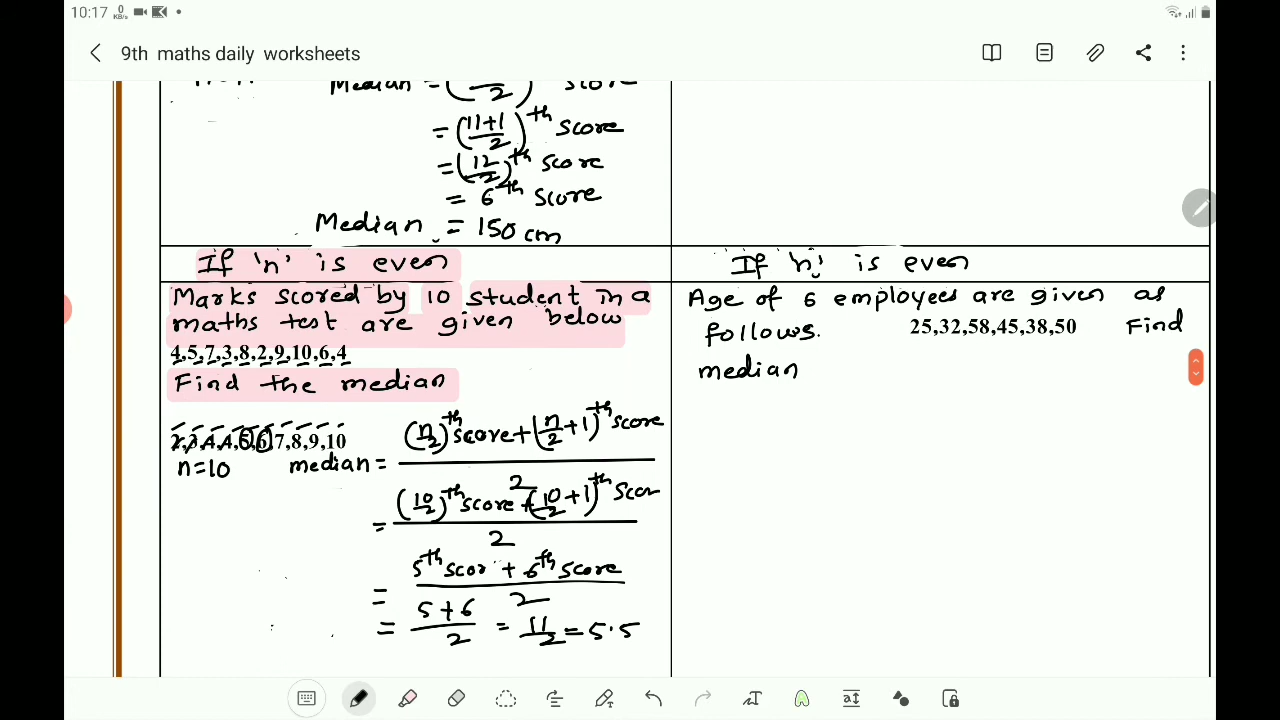 10:17 0 KB/s
9th maths daily worksheets
Median = ( /2) score
= (11+1/2)th score
= (12/2)th score
= 6th score
Median = 150 cm
If 'n' is even
Marks scored by 10 student in a
maths test are given below
4,5,7,3,8,2,9,10,6,4
Find the median
2,3,4,4,5,6,7,8,9,10
n=10 median = (n/2)th score + (n/2+1)th score / 2
= (10/2)th score + (10/2+1)th Scor / 2
= 5th scor + 6th score / 2
= 5+6/2 = 11/2 = 5.5
If 'n' is even
Age of 6 employees are given as
follows. 25,32,58,45,38,50 Find
median